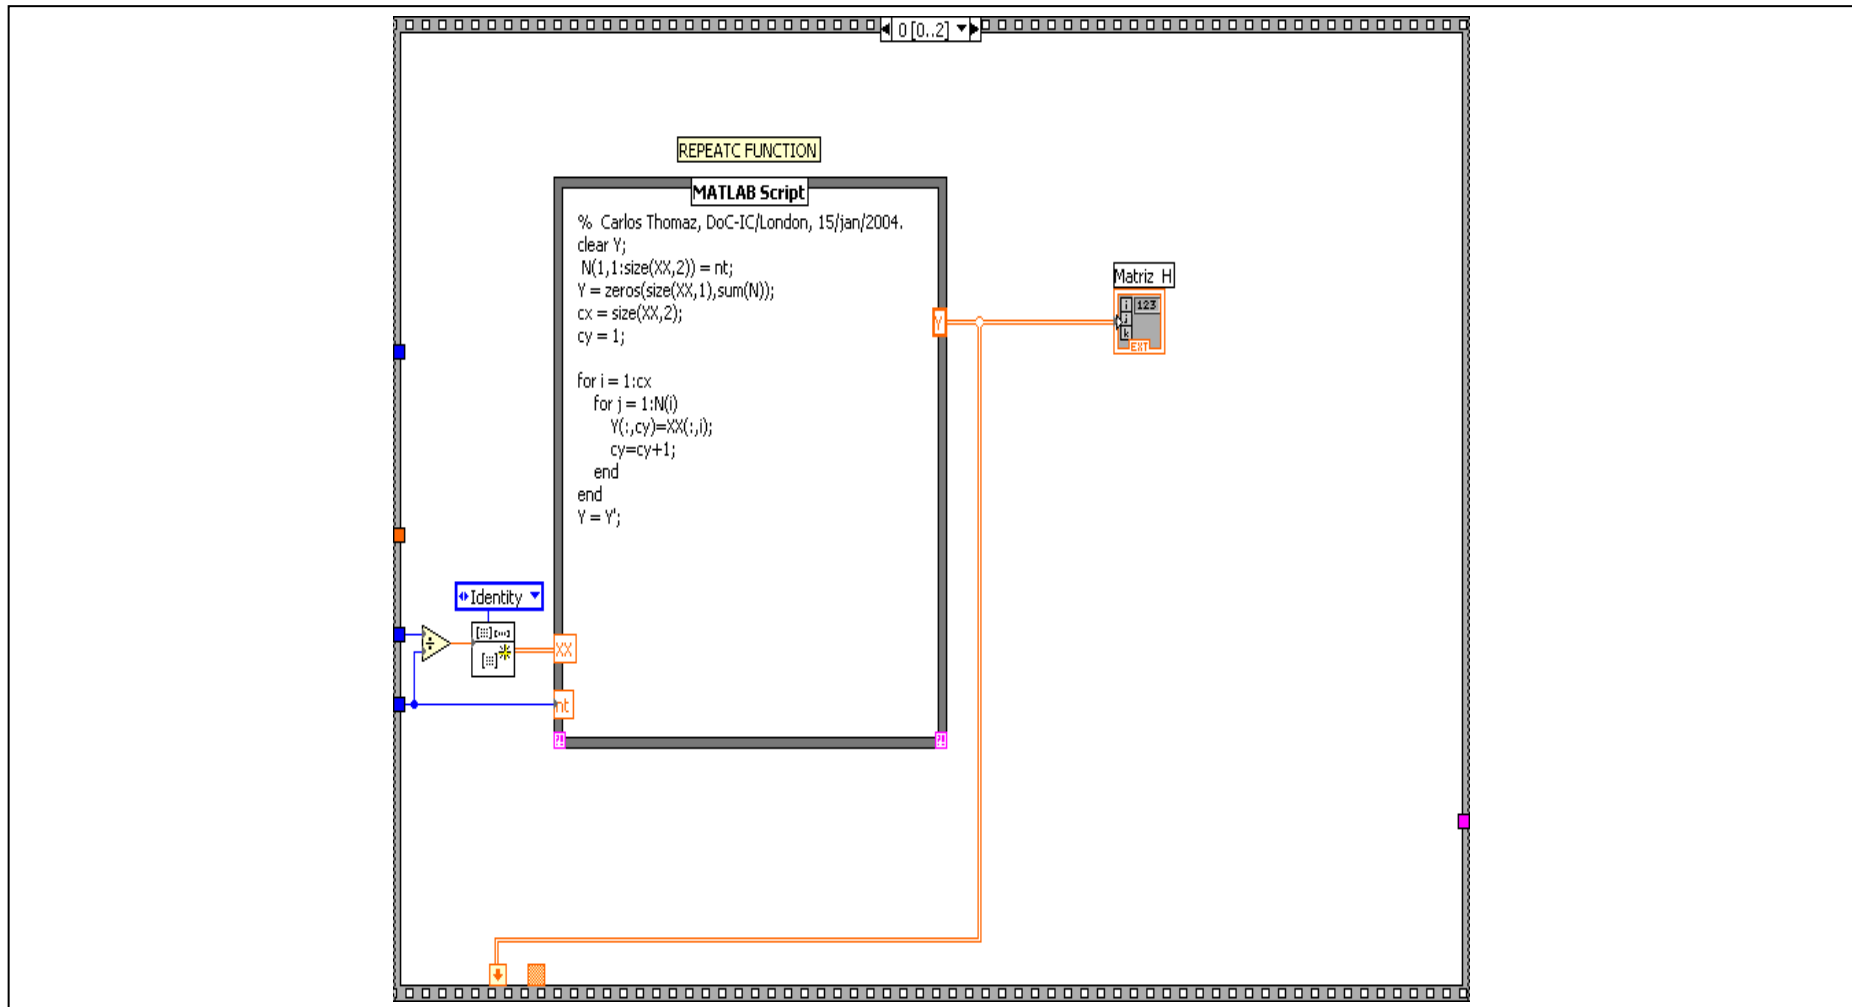 0 [0..2]
REPEATC FUNCTION
MATLAB Script
% Carlos Thomaz, DoC-IC/London, 15/jan/2004.
clear Y;
N(1,1:size(XX,2)) = nt;
Y = zeros(size(XX,1),sum(N));
cx = size(XX,2);
cy = 1;
for i = 1:cx
for j = 1:N(i)
Y(:,cy)=XX(:,i);
cy=cy+1;
end
end
Y = Y';
Y
Matriz H
i
j
k
123
EXT
Identity
XX
nt